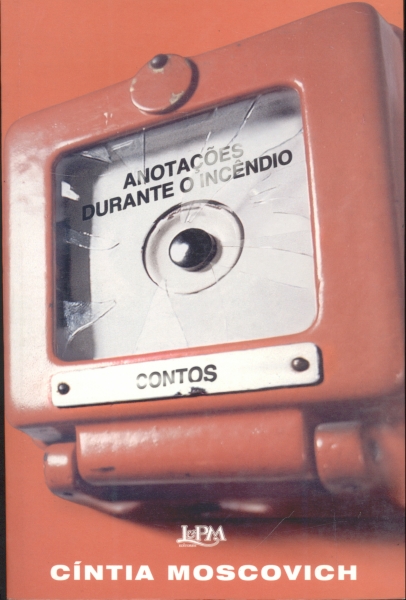 ANOTAÇÕES
DURANTE O INCÊNDIO
CONTOS
L&PM
CÍNTIA MOSCOVICH